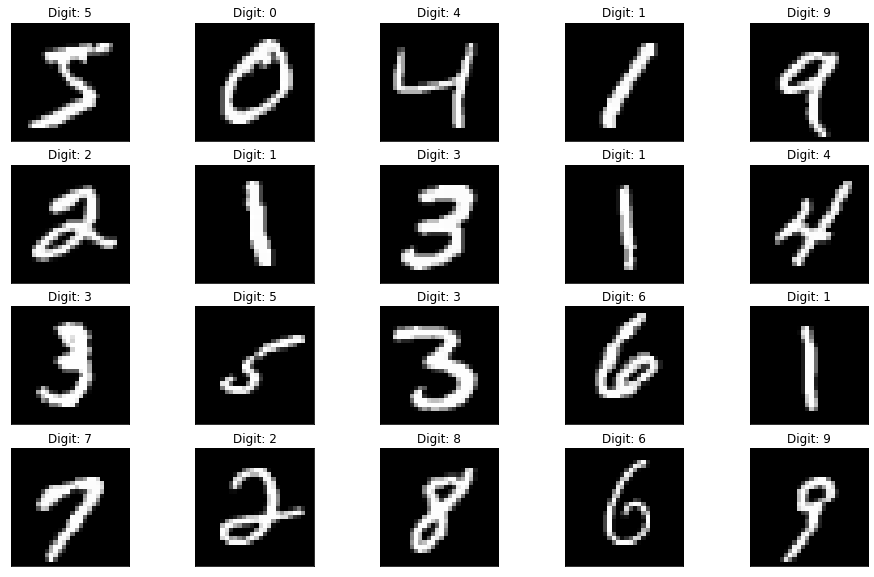 Digit: 5 Digit: 0 Digit: 4 Digit: 1 Digit: 9
5 0 4 1 9
Digit: 2 Digit: 1 Digit: 3 Digit: 1 Digit: 4
2 1 3 1 4
Digit: 3 Digit: 5 Digit: 3 Digit: 6 Digit: 1
3 5 3 6 1
Digit: 7 Digit: 2 Digit: 8 Digit: 6 Digit: 9
7 2 8 6 9